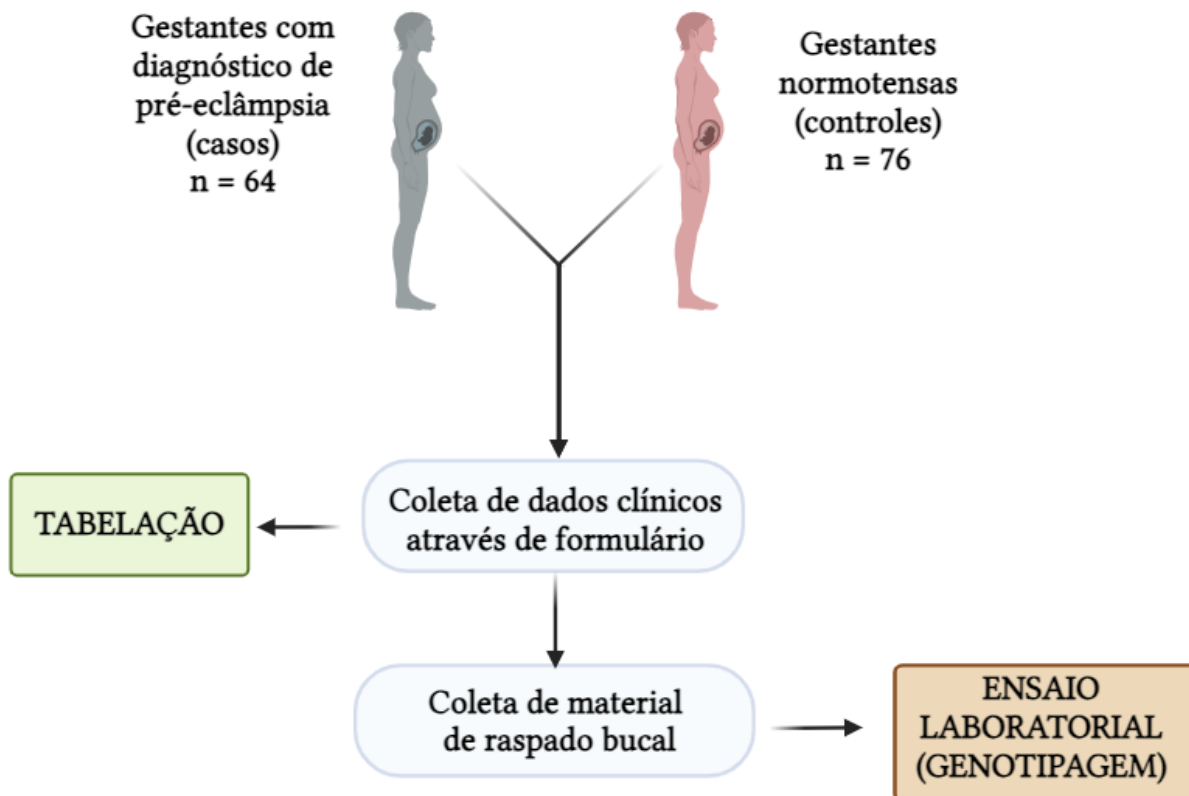 Gestantes com
diagnóstico de
pré-eclâmpsia
(casos)
n = 64
Gestantes
normotensas
(controles)
n = 76
Coleta de dados clínicos
através de formulário
TABELAÇÃO
Coleta de material
de raspado bucal
ENSAIO
LABORATORIAL
(GENOTIPAGEM)